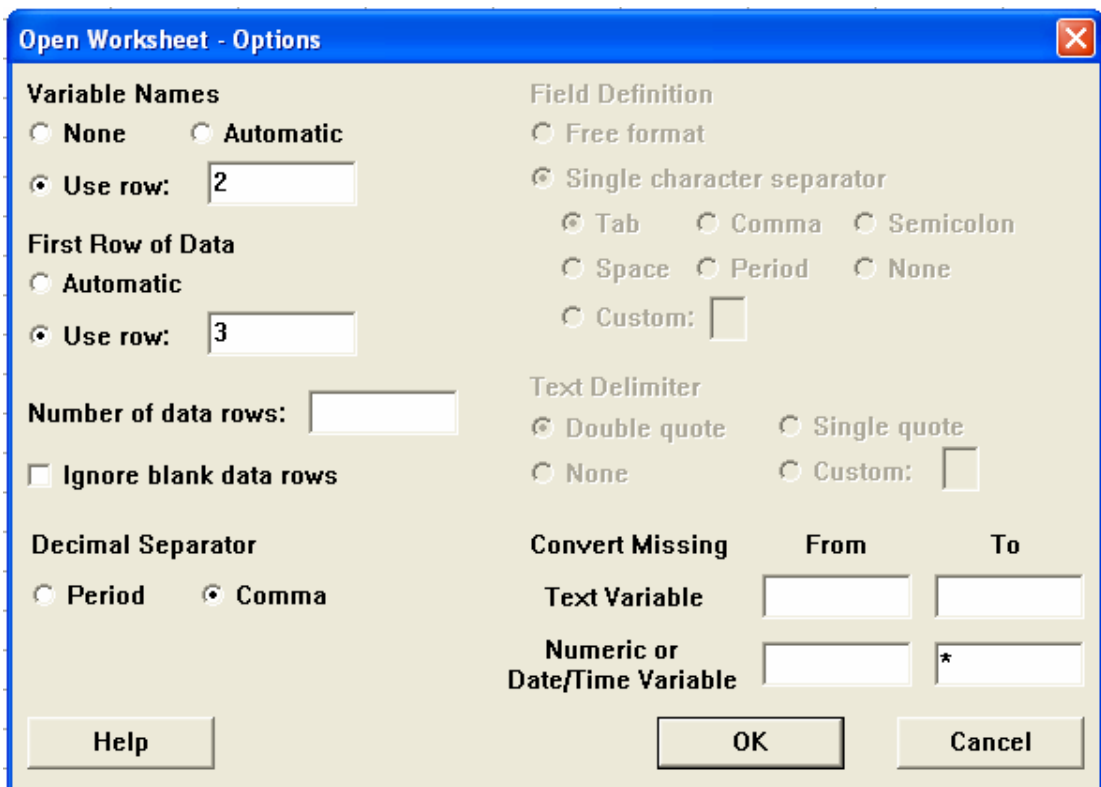 Open Worksheet - Options
Variable Names
None Automatic
Use row: 2
First Row of Data
Automatic
Use row: 3
Number of data rows:
Ignore blank data rows
Decimal Separator
Period Comma
Field Definition
Free format
Single character separator
Tab Comma Semicolon
Space Period None
Custom:
Text Delimiter
Double quote Single quote
None Custom:
Convert Missing From To
Text Variable
Numeric or
Date/Time Variable *
Help OK Cancel